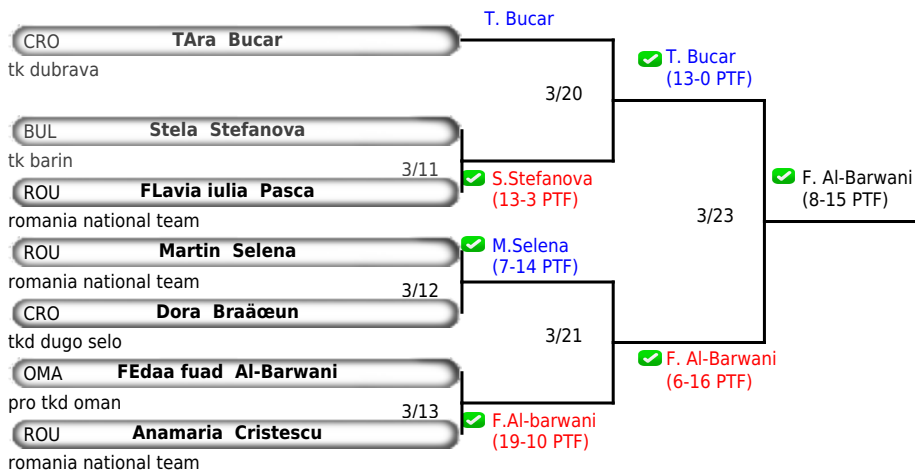 T. Bucar
CRO TAra Bucar
tk dubrava
T. Bucar
(13-0 PTF)
3/20
BUL Stela Stefanova
tk barin
3/11
S.Stefanova
(13-3 PTF)
ROU FLavia iulia Pasca
romania national team
F. Al-Barwani
(8-15 PTF)
3/23
ROU Martin Selena
romania national team
M.Selena
(7-14 PTF)
3/12
CRO Dora Braäœun
tkd dugo selo
3/21
F. Al-Barwani
(6-16 PTF)
OMA FEdaa fuad Al-Barwani
pro tkd oman
3/13
F.Al-barwani
(19-10 PTF)
ROU Anamaria Cristescu
romania national team